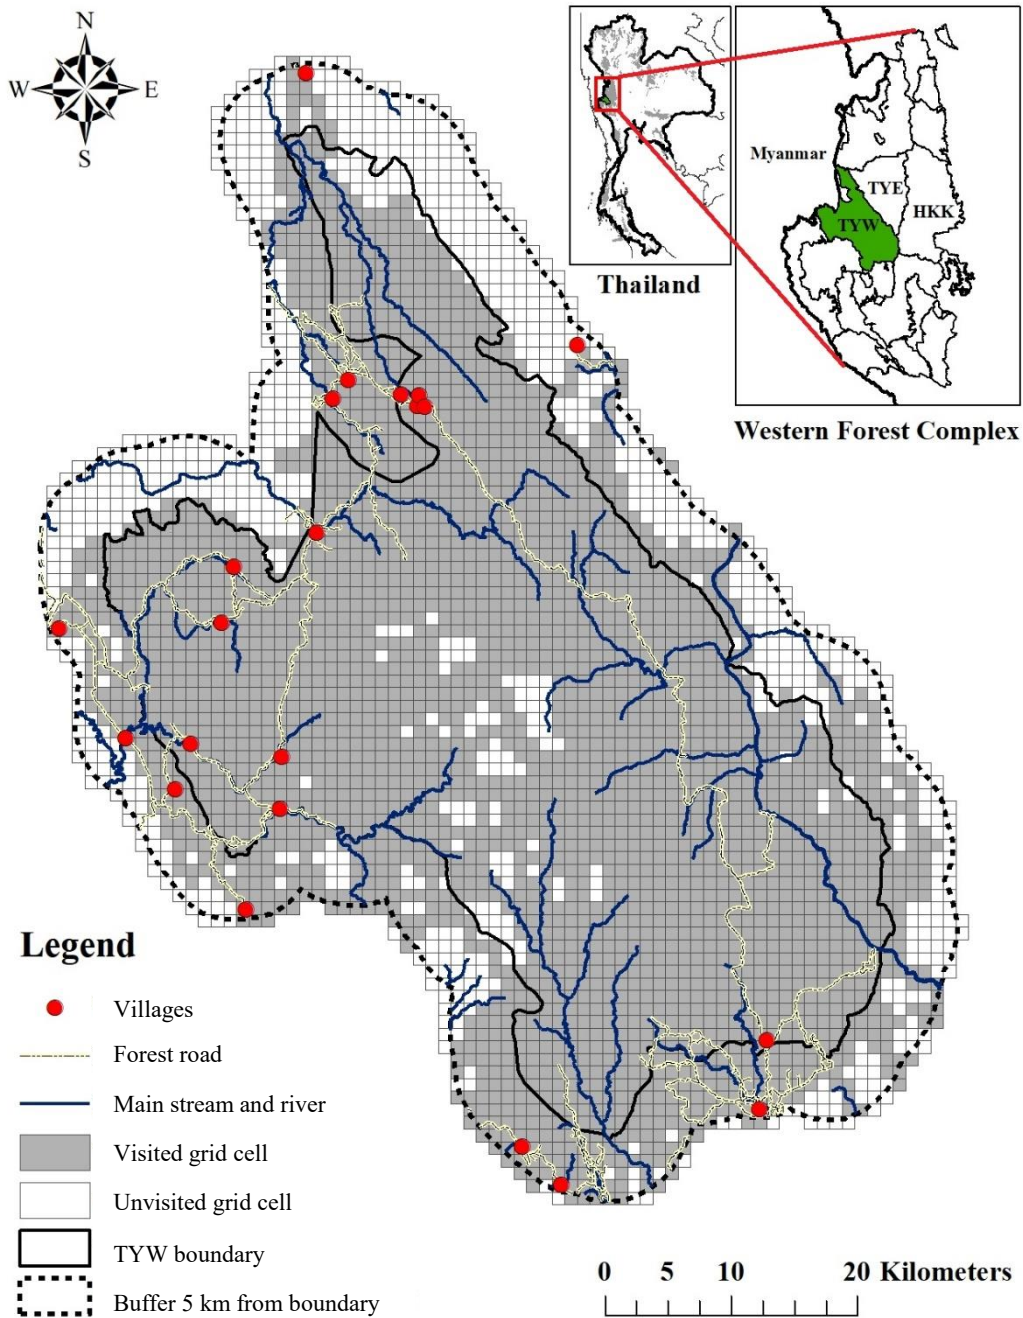 N
W
E
S
Myanmar
TYE
HKK
TYW
Thailand
Western Forest Complex
Legend
Villages
Forest road
Main stream and river
Visited grid cell
Unvisited grid cell
TYW boundary
Buffer 5 km from boundary
0 5 10 20 Kilometers